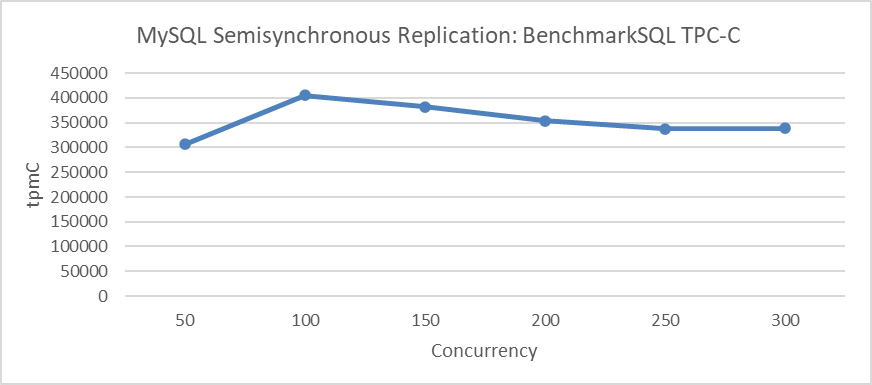 MySQL Semisynchronous Replication: BenchmarkSQL TPC-C
450000
400000
350000
300000
250000
200000
150000
100000
50000
0
tpmC
50 100 150 200 250 300
Concurrency